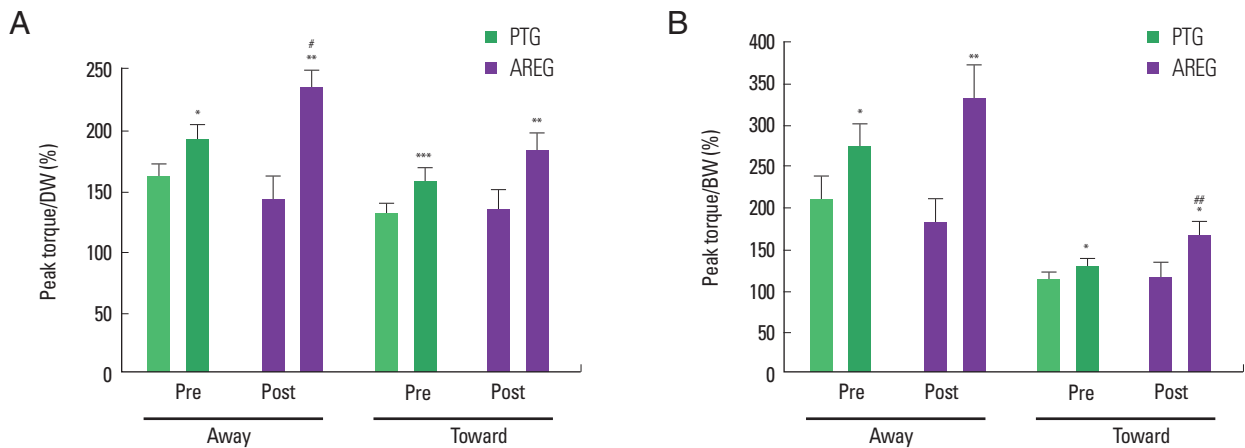 A
PTG
AREG
Peak torque/DW (%)
250
200
150
100
50
0
*
**
#
***
**
Pre Post Pre Post
Away Toward
B
PTG
AREG
Peak torque/BW (%)
400
350
300
250
200
150
100
50
0
*
**
*
##
*
Pre Post Pre Post
Away Toward